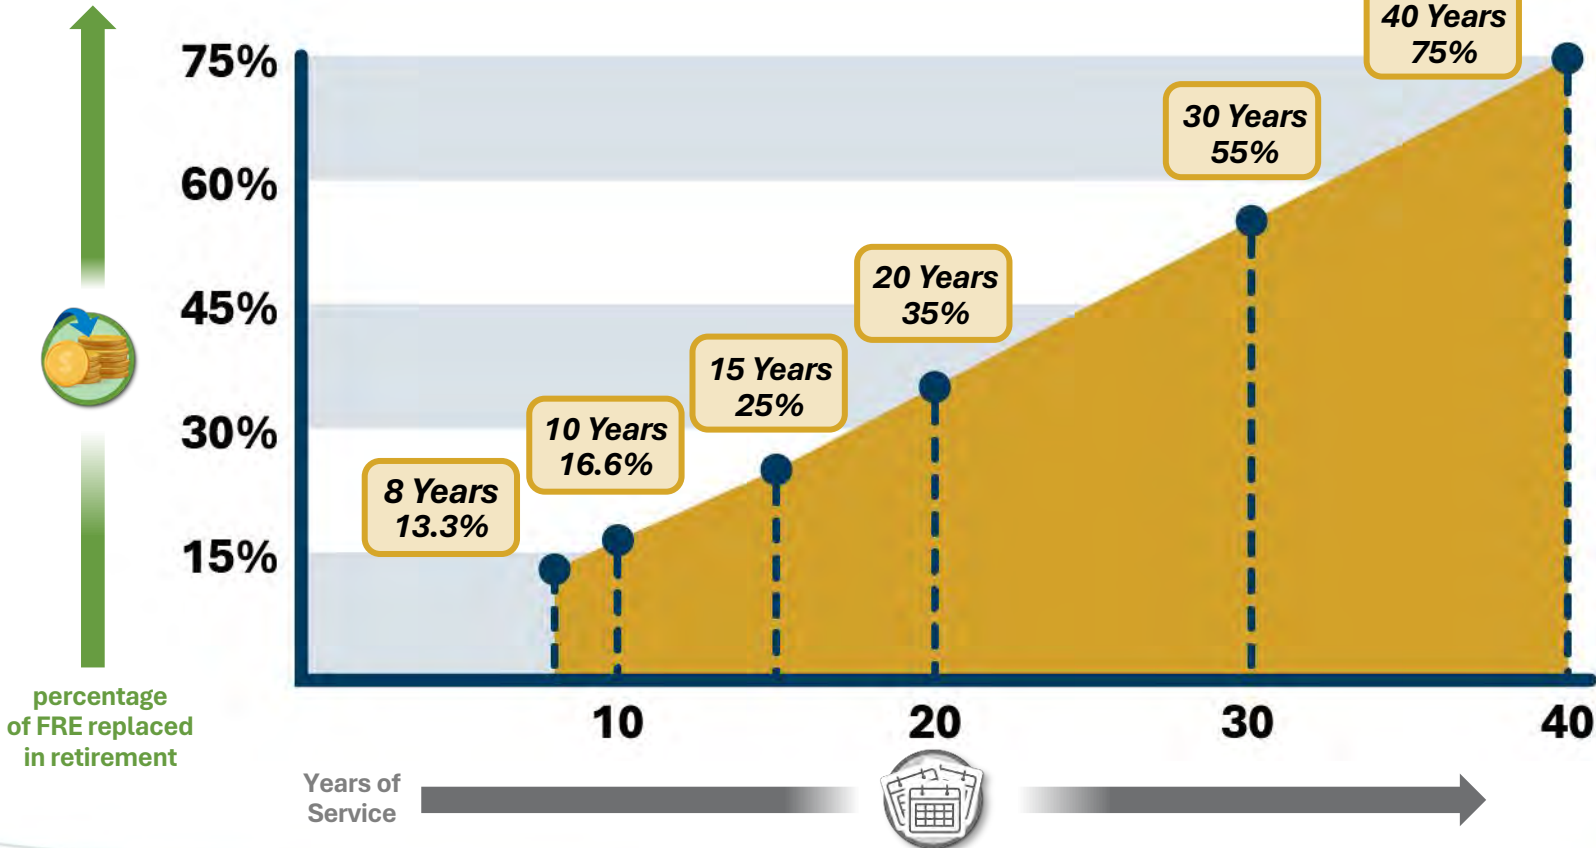 40 Years
75%
75%
30 Years
55%
60%
20 Years
35%
45%
15 Years
25%
10 Years
16.6%
30%
8 Years
13.3%
15%
percentage
of FRE replaced
in retirement
10
20
30
40
Years of
Service